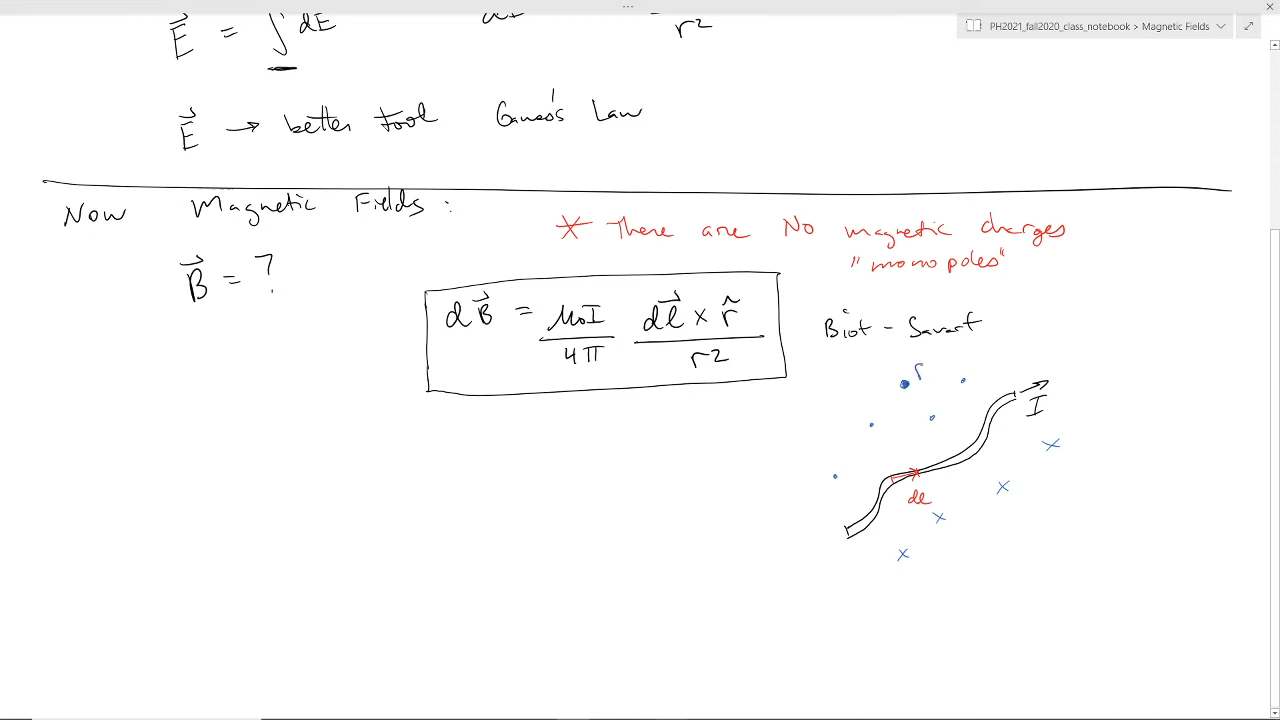 PH2021_fall2020_class_notebook > Magnetic Fields
E⃗ = ∫ dE
r²
E⃗ → better tool Gauss's Law
Now Magnetic Fields :
* There are No magnetic charges
"monopoles"
B⃗ = ?
dB⃗ = μ₀I / 4π dl⃗ × r̂ / r²
Biot - Savart
r
I
dl